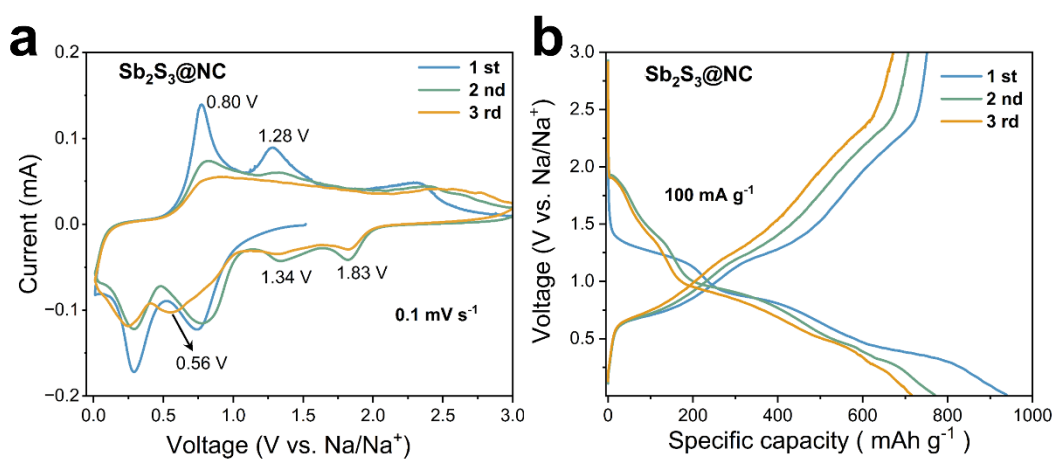 a
Sb₂S₃@NC
1 st
2 nd
3 rd
0.80 V
1.28 V
1.34 V
1.83 V
0.56 V
0.1 mV s⁻¹
0.2
0.1
0.0
−0.1
−0.2
Current (mA)
0.0 0.5 1.0 1.5 2.0 2.5 3.0
Voltage (V vs. Na/Na⁺)
b
Sb₂S₃@NC
1 st
2 nd
3 rd
100 mA g⁻¹
3.0
2.5
2.0
1.5
1.0
0.5
Voltage (V vs. Na/Na⁺)
0 200 400 600 800 1000
Specific capacity ( mAh g⁻¹)